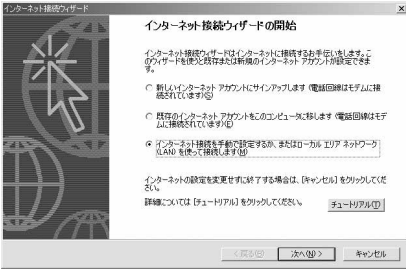 インターネット接続ウィザード
インターネット接続ウィザードの開始
インターネット接続ウィザードはインターネットに接続するお手伝いをします。こ
のウィザードを使うと既存または新規のインターネット アカウントが設定できま
す。
新しいインターネット アカウントにサインアップします (電話回線はモデムに接
続されています)(S)
既存のインターネット アカウントをこのコンピュータに移します (電話回線はモデ
ムに接続されています)(E)
インターネット接続を手動で設定するか、またはローカル エリア ネットワーク
(LAN) を使って接続します(M)
インターネットの設定を変更せずに終了する場合は、[キャンセル] をクリックしてくだ
さい。
詳細については [チュートリアル] をクリックしてください。
チュートリアル(T)
< 戻る(B)
次へ(N) >
キャンセル